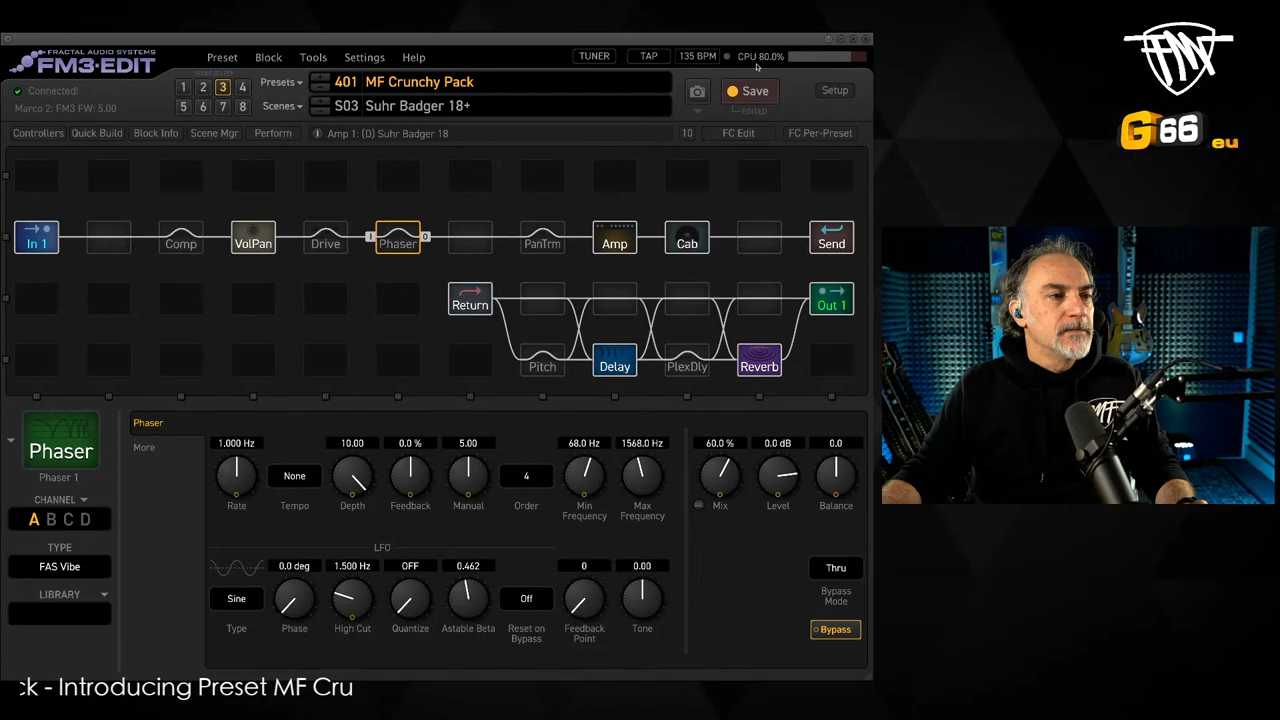 FRACTAL AUDIO SYSTEMS
FM3-EDIT
Preset Block Tools Settings Help
TUNER TAP 135 BPM CPU 80.0%
Connected!
Marco 2: FM3 FW: 5.00
SCENE SELECT
1 2 3 4
5 6 7 8
Presets 401 MF Crunchy Pack
Scenes S03 Suhr Badger 18+
Save
EDITED
Setup
Controllers Quick Build Block Info Scene Mgr Perform
Amp 1: (D) Suhr Badger 18
10 FC Edit FC Per-Preset
In 1 Comp VolPan Drive I Phaser O PanTrm Amp Cab Send
Return Out 1
Pitch Delay PlexDly Reverb
Phaser
Phaser 1
CHANNEL
A B C D
TYPE
FAS Vibe
LIBRARY
Phaser
More
1.000 Hz 10.00 0.0 % 5.00 68.0 Hz 1568.0 Hz 60.0 % 0.0 dB 0.0
None 4
Rate Tempo Depth Feedback Manual Order Min Frequency Max Frequency Mix Level Balance
LFO
0.0 deg 1.500 Hz OFF 0.462 0 0.00
Sine Off
Type Phase High Cut Quantize Astable Beta Reset on Bypass Feedback Point Tone
Thru
Bypass Mode
Bypass
ck - Introducing Preset MF Cru
FMX
G66
.eu
MF